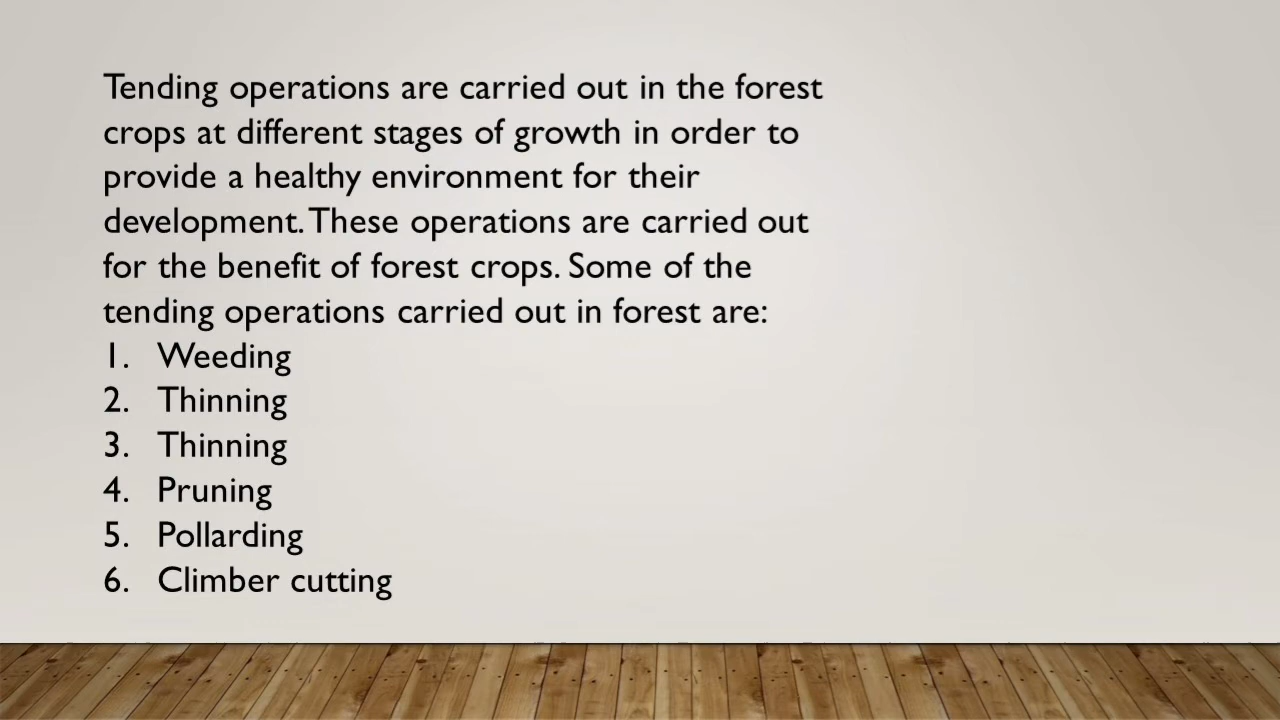 Tending operations are carried out in the forest
crops at different stages of growth in order to
provide a healthy environment for their
development. These operations are carried out
for the benefit of forest crops. Some of the
tending operations carried out in forest are:
1. Weeding
2. Thinning
3. Thinning
4. Pruning
5. Pollarding
6. Climber cutting